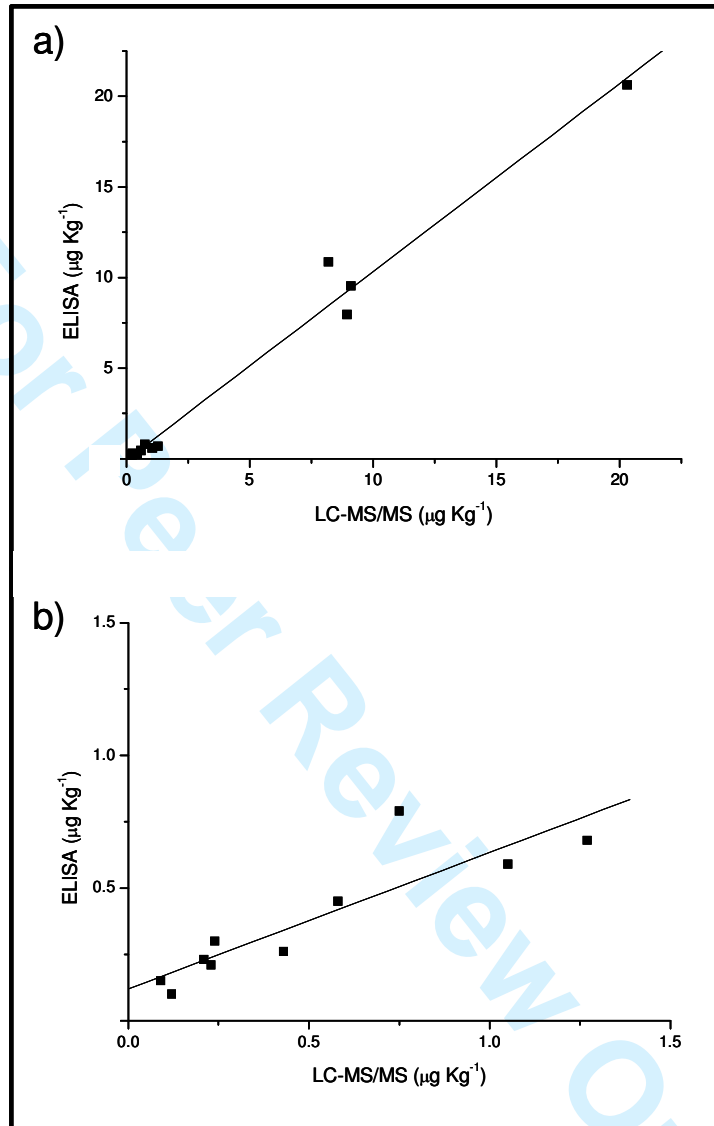 a)
20
15
10
5
ELISA (μg Kg⁻¹)
0 5 10 15 20
LC-MS/MS (μg Kg⁻¹)
b)
1.5
1.0
0.5
ELISA (μg Kg⁻¹)
0.0 0.5 1.0 1.5
LC-MS/MS (μg Kg⁻¹)
For Peer Review